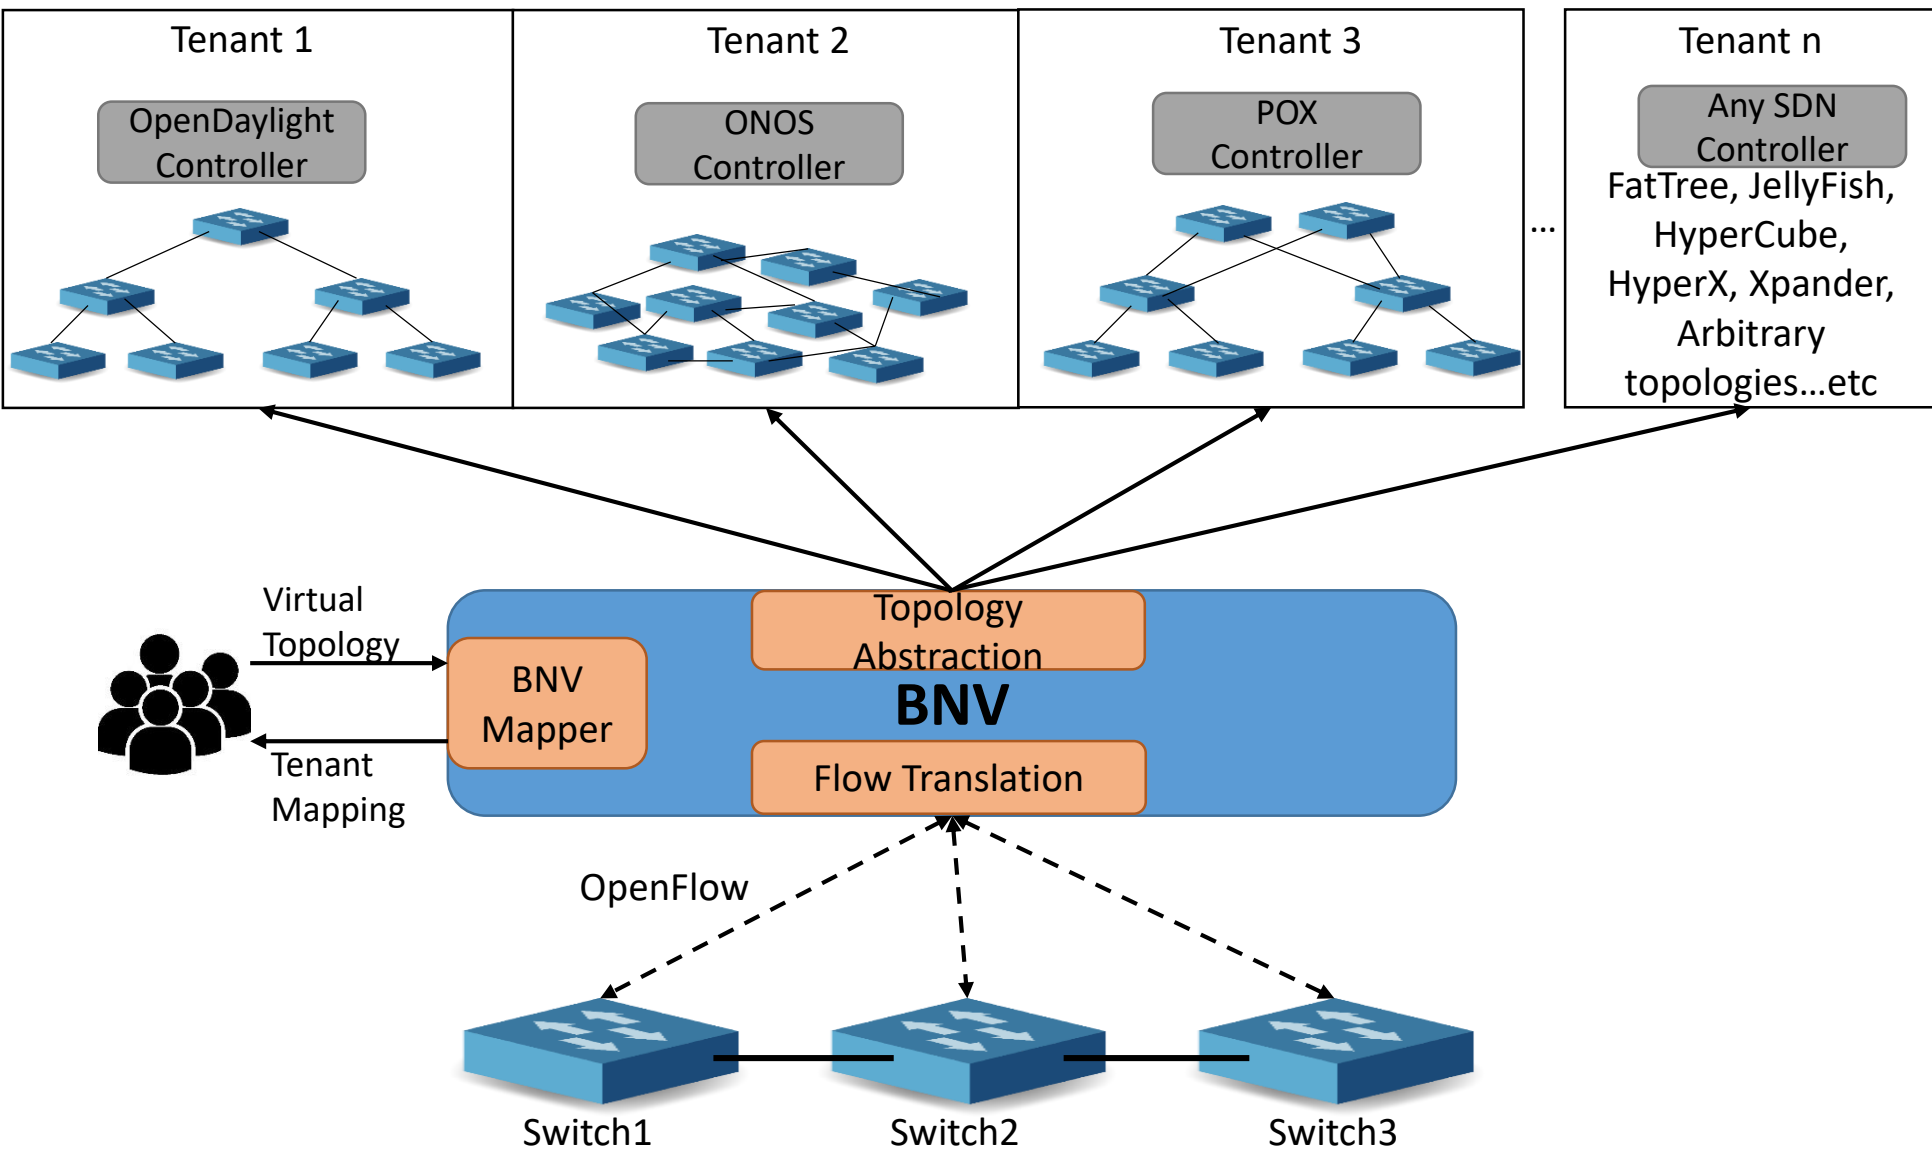 Tenant 1
OpenDaylight
Controller
Tenant 2
ONOS
Controller
Tenant 3
POX
Controller
...
Tenant n
Any SDN
Controller
FatTree, JellyFish,
HyperCube,
HyperX, Xpander,
Arbitrary
topologies...etc
Virtual
Topology
Tenant
Mapping
BNV
Mapper
Topology
Abstraction
BNV
Flow Translation
OpenFlow
Switch1
Switch2
Switch3